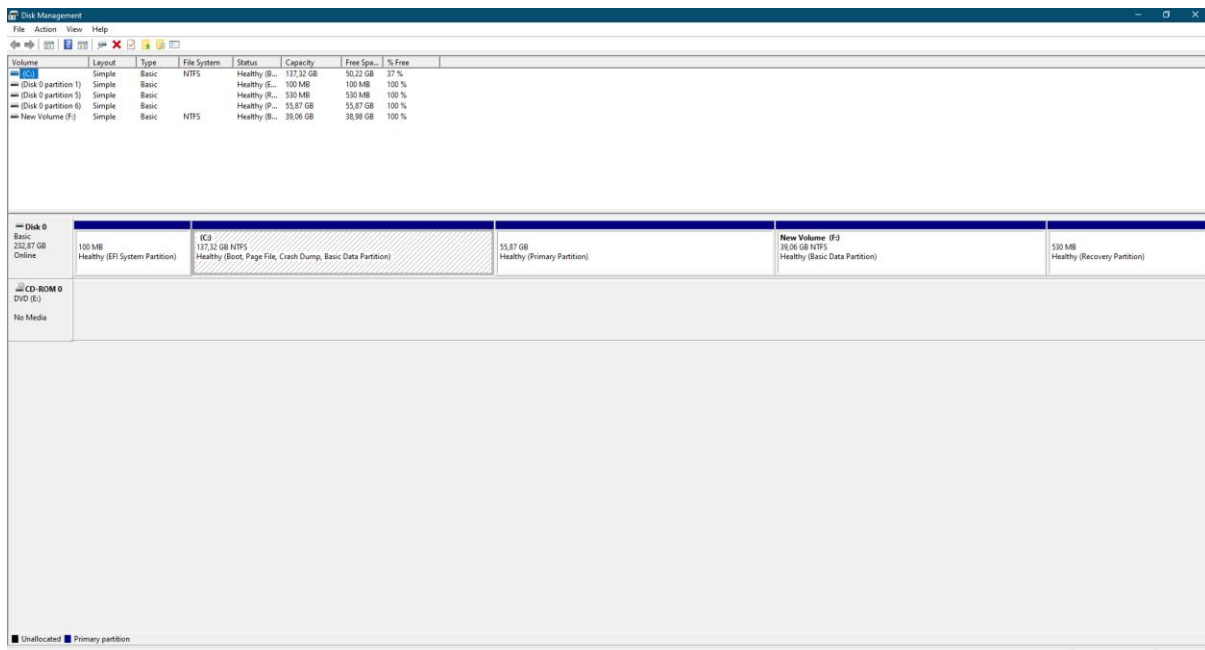 Disk Management
File Action View Help
Volume Layout Type File System Status Capacity Free Spa... % Free
(C:) Simple Basic NTFS Healthy (B... 137,32 GB 50,22 GB 37 %
(Disk 0 partition 1) Simple Basic Healthy (E... 100 MB 100 MB 100 %
(Disk 0 partition 5) Simple Basic Healthy (R... 530 MB 530 MB 100 %
(Disk 0 partition 6) Simple Basic Healthy (P... 55,87 GB 55,87 GB 100 %
New Volume (F:) Simple Basic NTFS Healthy (B... 39,06 GB 38,98 GB 100 %
Disk 0
Basic
232,87 GB
Online
100 MB
Healthy (EFI System Partition)
(C:)
137,32 GB NTFS
Healthy (Boot, Page File, Crash Dump, Basic Data Partition)
55,87 GB
Healthy (Primary Partition)
New Volume (F:)
39,06 GB NTFS
Healthy (Basic Data Partition)
530 MB
Healthy (Recovery Partition)
CD-ROM 0
DVD (E:)
No Media
Unallocated Primary partition